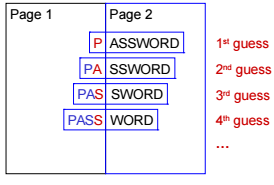 Page 1 Page 2
P ASSWORD 1st guess
PA SSWORD 2nd guess
PAS SWORD 3rd guess
PASS WORD 4th guess
...